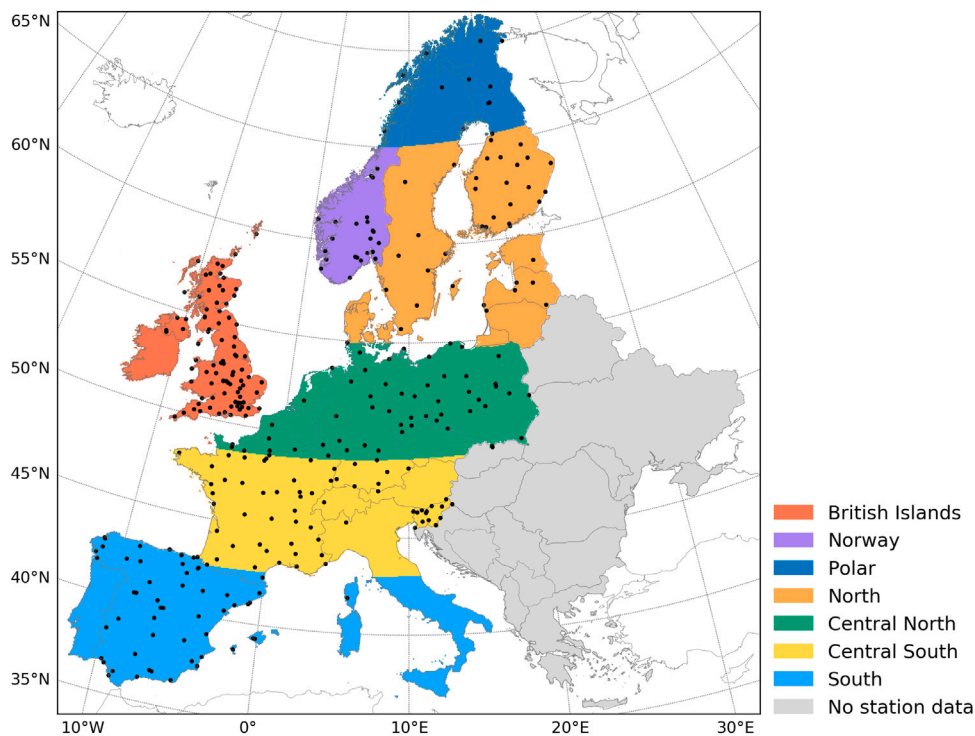 65°N
60°N
55°N
50°N
45°N
40°N
35°N
10°W
0°
10°E
20°E
30°E
British Islands
Norway
Polar
North
Central North
Central South
South
No station data